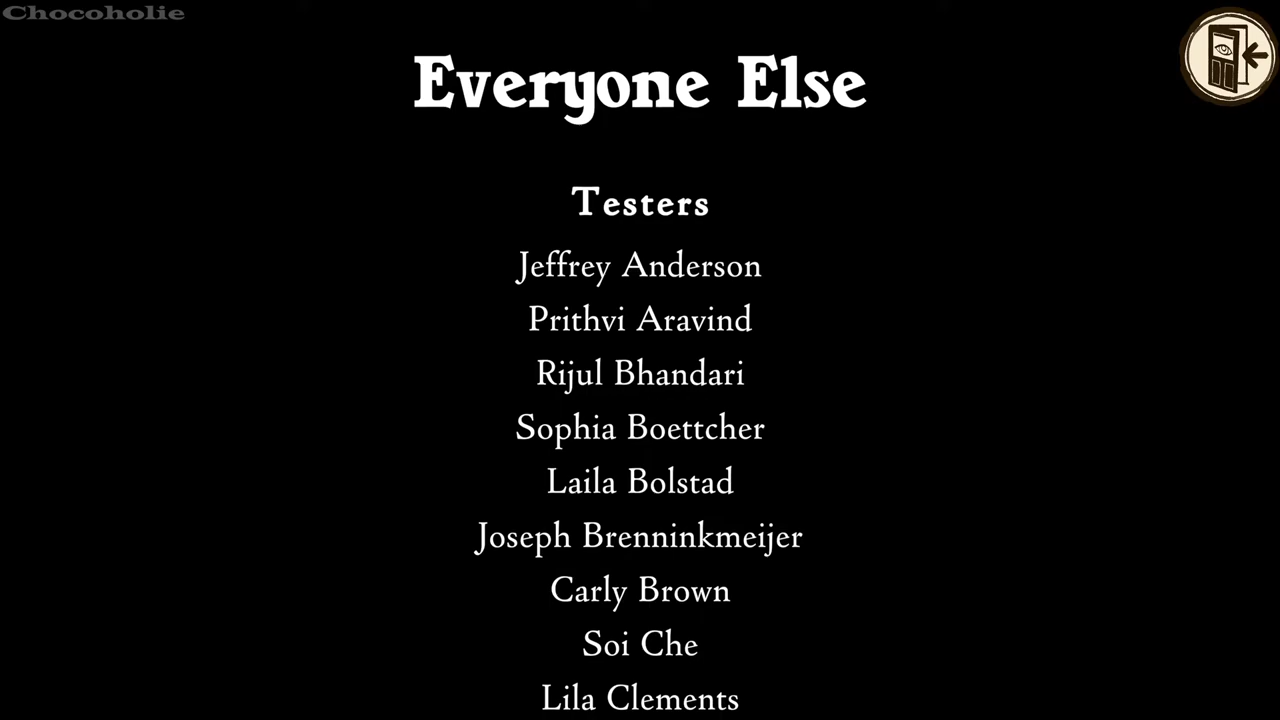 Chocoholie
Everyone Else
Testers
Jeffrey Anderson
Prithvi Aravind
Rijul Bhandari
Sophia Boettcher
Laila Bolstad
Joseph Brenninkmeijer
Carly Brown
Soi Che
Lila Clements